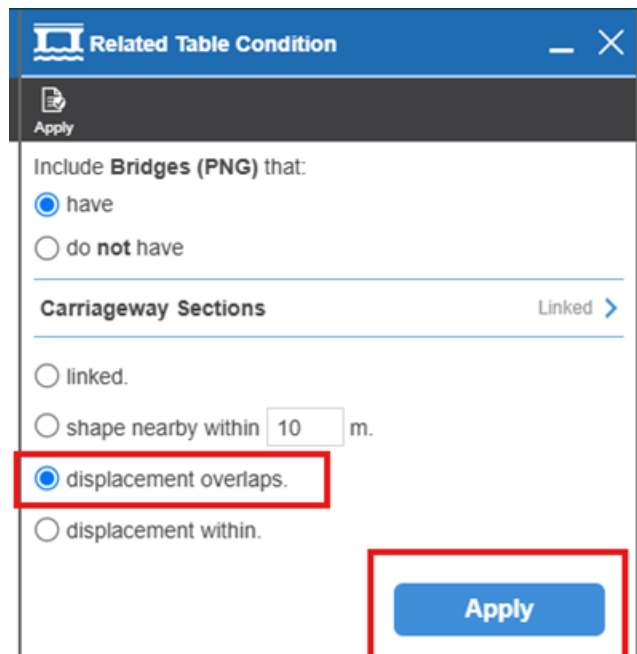 Related Table Condition
Apply
Include Bridges (PNG) that:
have
do not have
Carriageway Sections Linked
linked.
shape nearby within 10 m.
displacement overlaps.
displacement within.
Apply